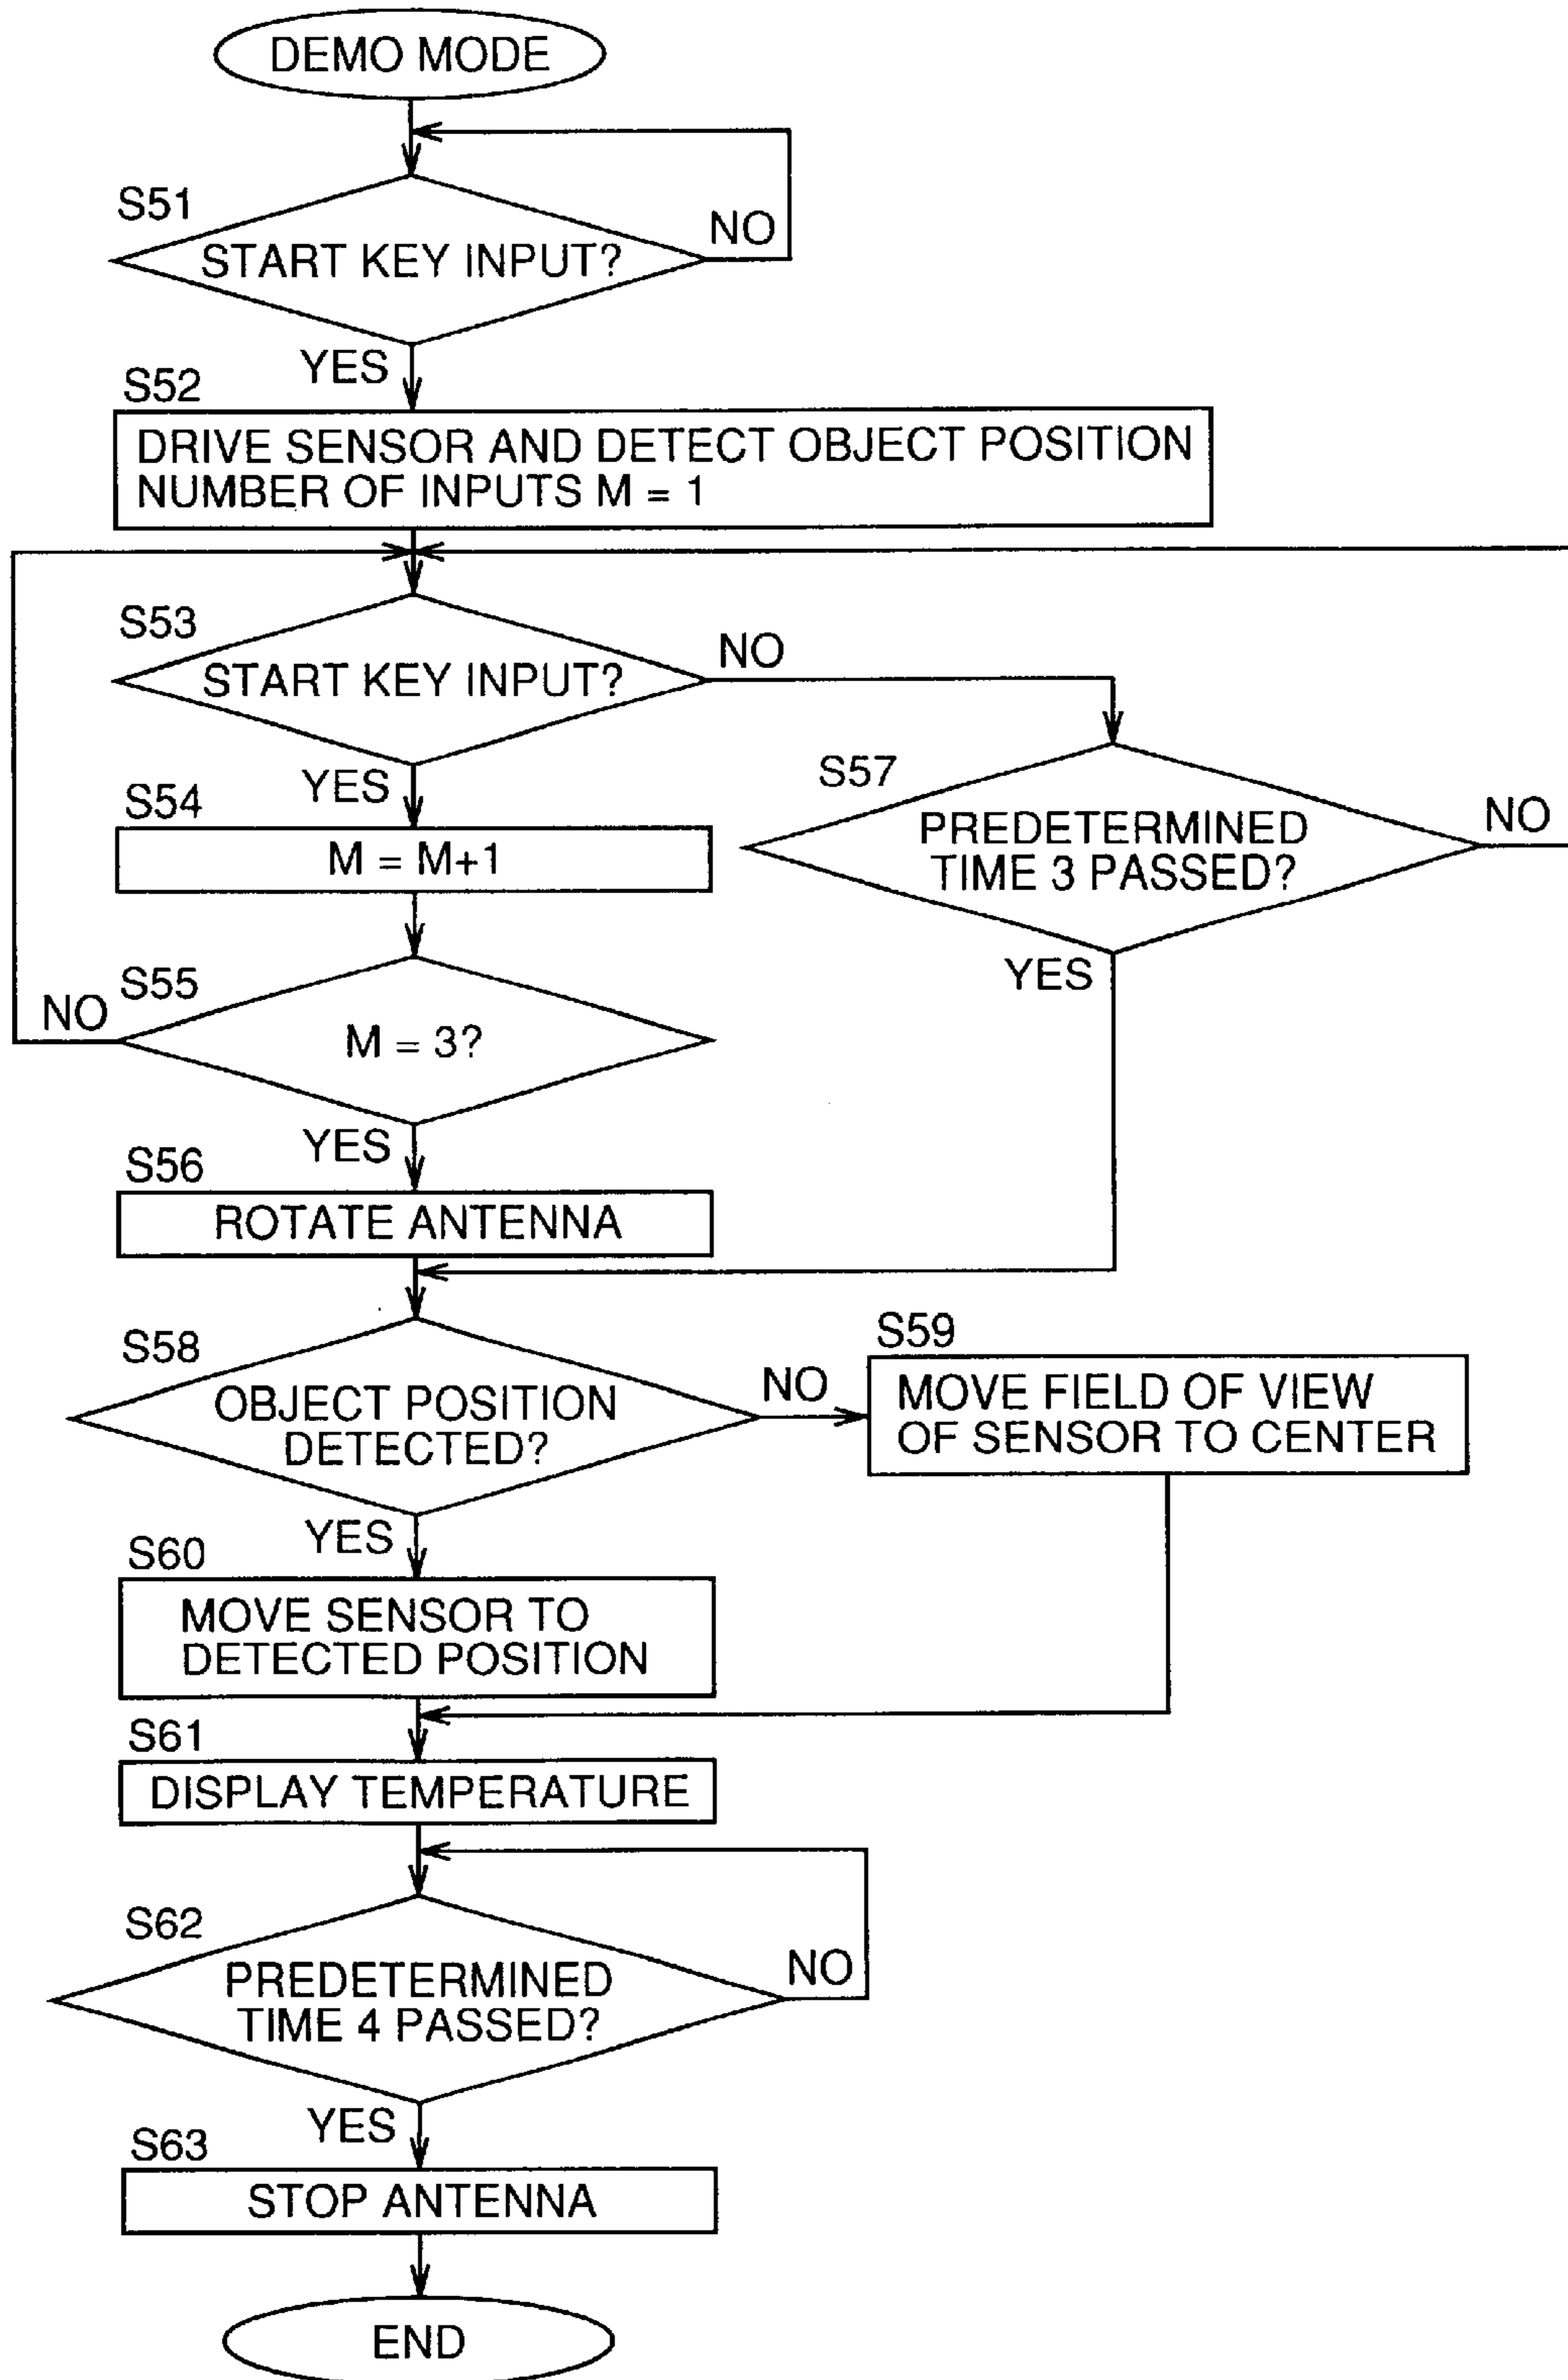 DEMO MODE
S51
START KEY INPUT?
NO
YES
S52
DRIVE SENSOR AND DETECT OBJECT POSITION
NUMBER OF INPUTS M = 1
S53
START KEY INPUT?
NO
YES
S54
M = M+1
S57
PREDETERMINED
TIME 3 PASSED?
NO
YES
S55
NO
M = 3?
YES
S56
ROTATE ANTENNA
S58
OBJECT POSITION
DETECTED?
NO
S59
MOVE FIELD OF VIEW
OF SENSOR TO CENTER
YES
S60
MOVE SENSOR TO
DETECTED POSITION
S61
DISPLAY TEMPERATURE
S62
PREDETERMINED
TIME 4 PASSED?
NO
YES
S63
STOP ANTENNA
END